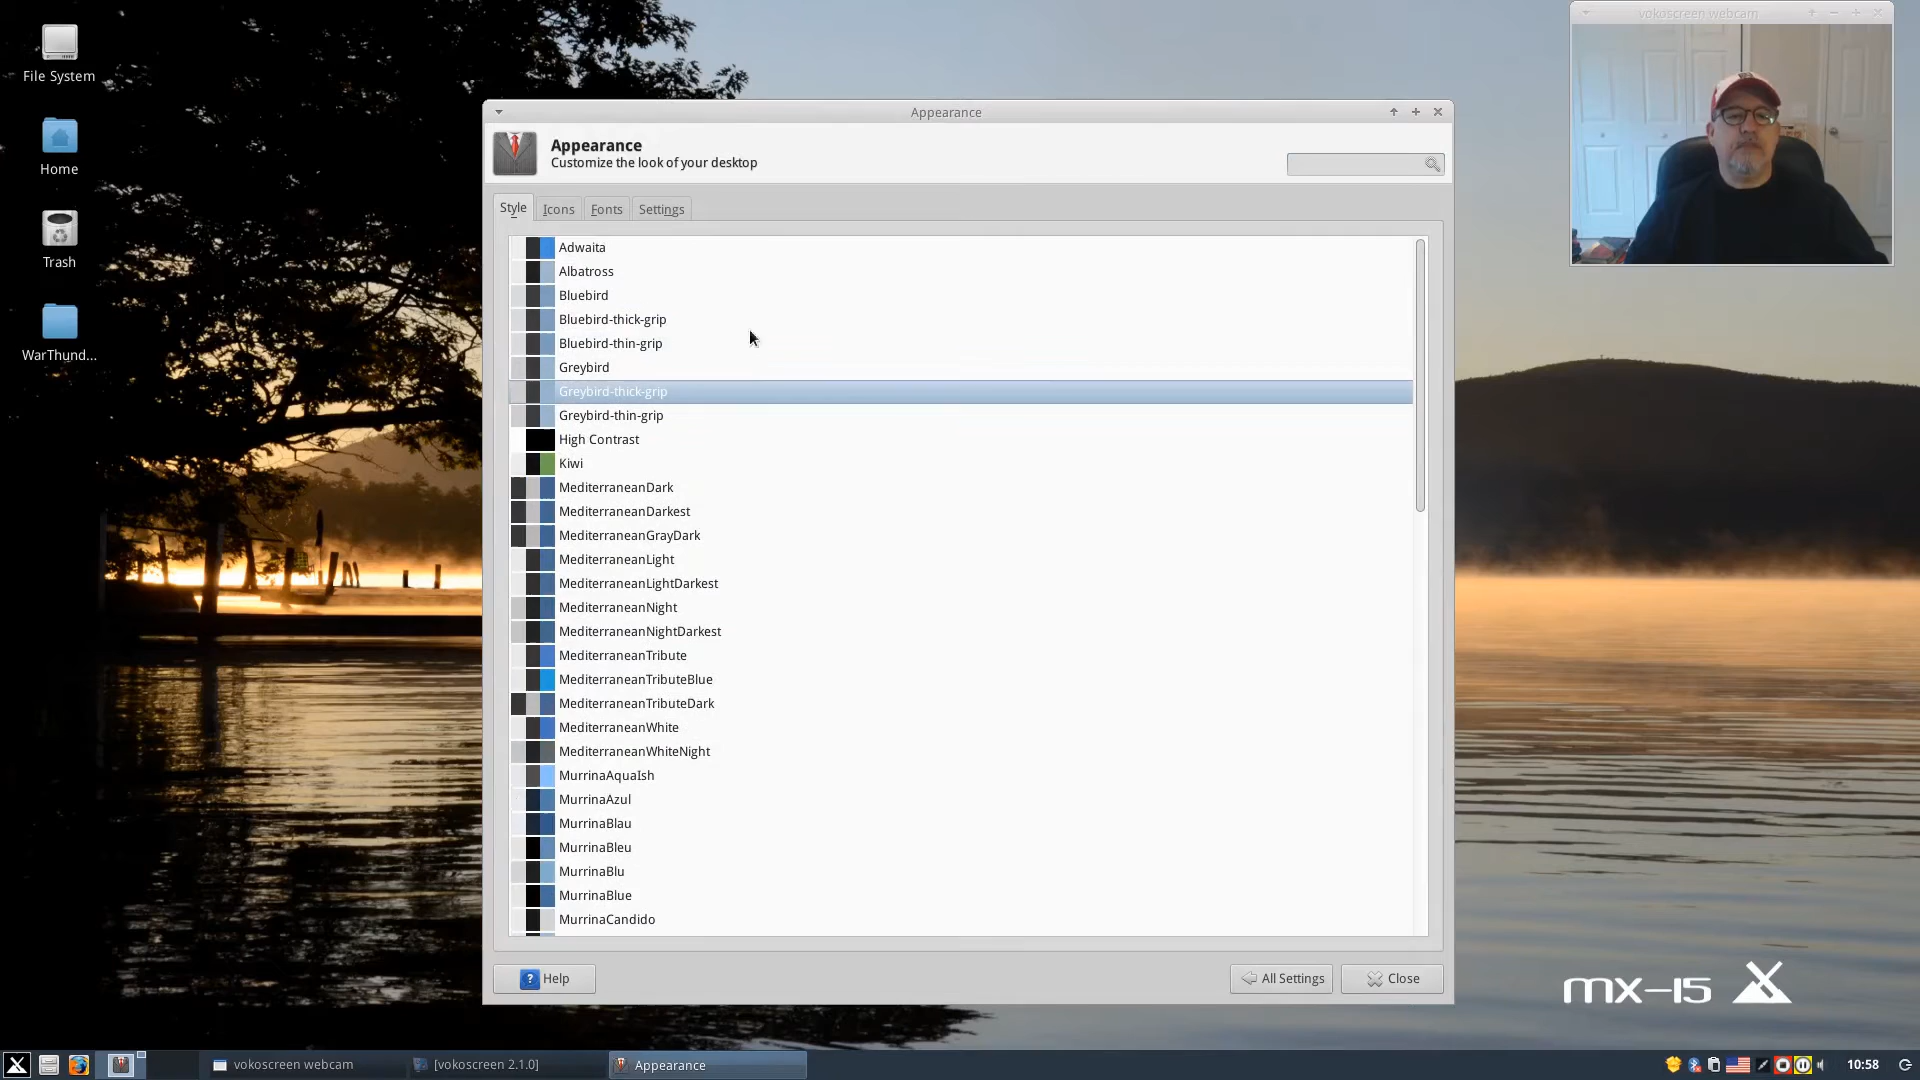 File System
Home
Trash
WarThund...
vokoscreen webcam
Appearance
Appearance
Customize the look of your desktop
Style
Icons
Fonts
Settings
Adwaita
Albatross
Bluebird
Bluebird-thick-grip
Bluebird-thin-grip
Greybird
Greybird-thick-grip
Greybird-thin-grip
High Contrast
Kiwi
MediterraneanDark
MediterraneanDarkest
MediterraneanGrayDark
MediterraneanLight
MediterraneanLightDarkest
MediterraneanNight
MediterraneanNightDarkest
MediterraneanTribute
MediterraneanTributeBlue
MediterraneanTributeDark
MediterraneanWhite
MediterraneanWhiteNight
MurrinaAquaIsh
MurrinaAzul
MurrinaBlau
MurrinaBleu
MurrinaBlu
MurrinaBlue
MurrinaCandido
? Help
All Settings
Close
mx-15
vokoscreen webcam
[vokoscreen 2.1.0]
Appearance
10:58